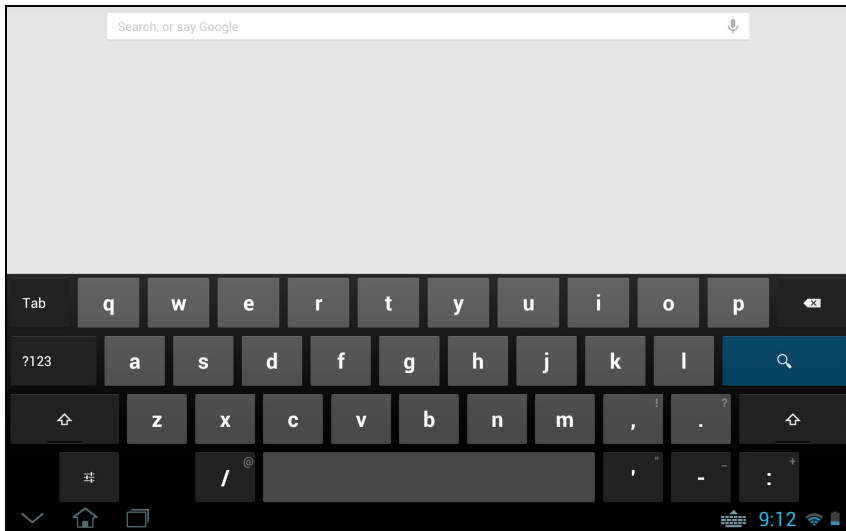 Search, or say Google
Tab q w e r t y u i o p
?123 a s d f g h j k l
z x c v b n m , ! . ?
/ @ ' " - _ : +
9:12